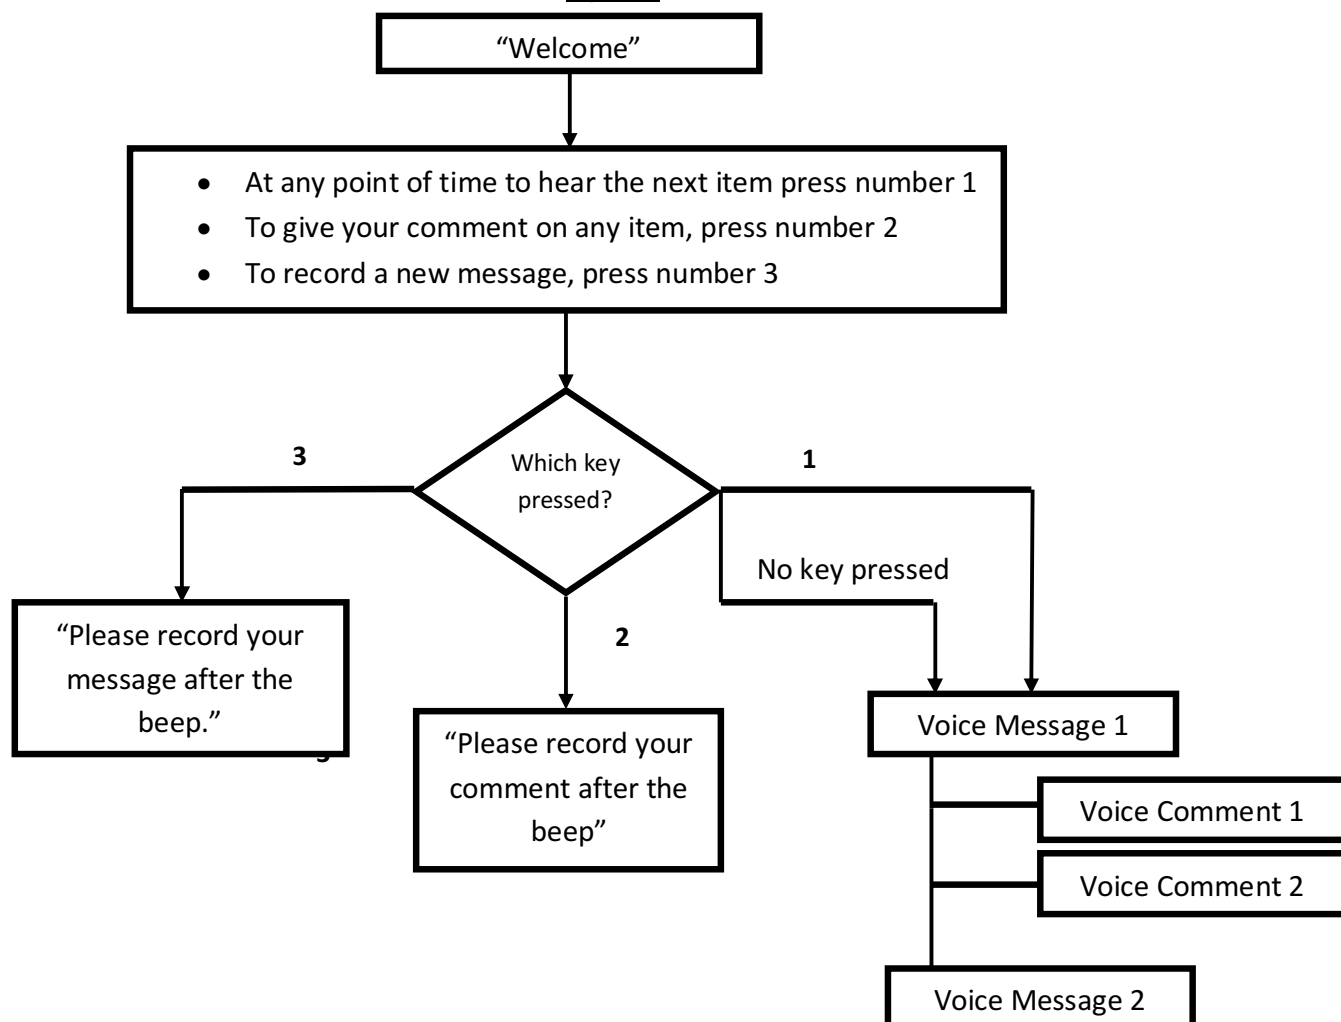 “Welcome”
• At any point of time to hear the next item press number 1
• To give your comment on any item, press number 2
• To record a new message, press number 3
Which key
pressed?
3
1
No key pressed
2
“Please record your
message after the
beep.”
“Please record your
comment after the
beep”
Voice Message 1
Voice Comment 1
Voice Comment 2
Voice Message 2